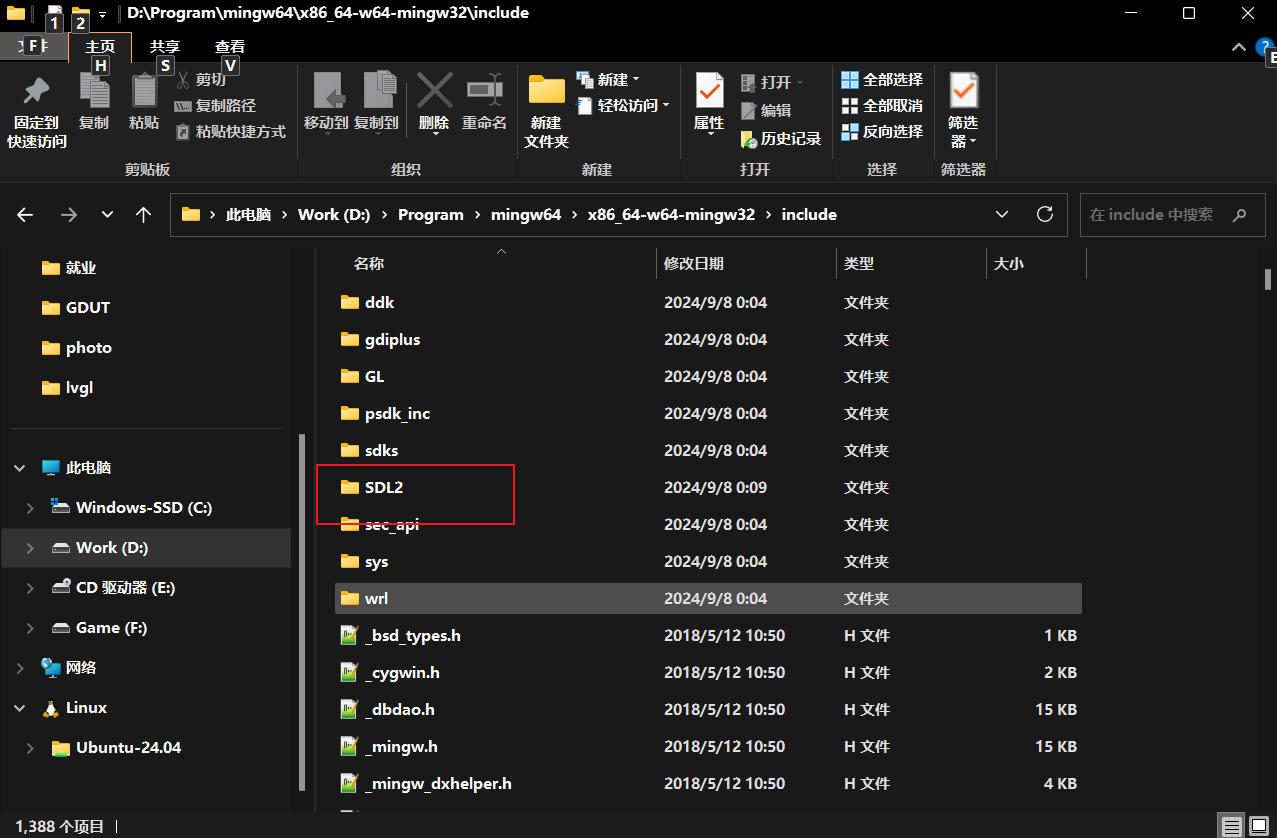 D:\Program\mingw64\x86_64-w64-mingw32\include
1 2
F 主页 共享 查看
H S V
固定到
快速访问
复制
粘贴
剪切
复制路径
粘贴快捷方式
剪贴板
移动到
复制到
删除
重命名
组织
新建
文件夹
新建
轻松访问
新建
属性
打开
编辑
历史记录
打开
全部选择
全部取消
反向选择
选择
筛选
器
筛选器
此电脑 Work (D:) Program mingw64 x86_64-w64-mingw32 include
在 include 中搜索
就业
GDUT
photo
lvgl
此电脑
Windows-SSD (C:)
Work (D:)
CD 驱动器 (E:)
Game (F:)
网络
Linux
Ubuntu-24.04
名称 修改日期 类型 大小
ddk 2024/9/8 0:04 文件夹
gdiplus 2024/9/8 0:04 文件夹
GL 2024/9/8 0:04 文件夹
psdk_inc 2024/9/8 0:04 文件夹
sdks 2024/9/8 0:04 文件夹
SDL2 2024/9/8 0:09 文件夹
sec_api 2024/9/8 0:04 文件夹
sys 2024/9/8 0:04 文件夹
wrl 2024/9/8 0:04 文件夹
_bsd_types.h 2018/5/12 10:50 H 文件 1 KB
_cygwin.h 2018/5/12 10:50 H 文件 2 KB
_dbdao.h 2018/5/12 10:50 H 文件 15 KB
_mingw.h 2018/5/12 10:50 H 文件 15 KB
_mingw_dxhelper.h 2018/5/12 10:50 H 文件 4 KB
1,388 个项目